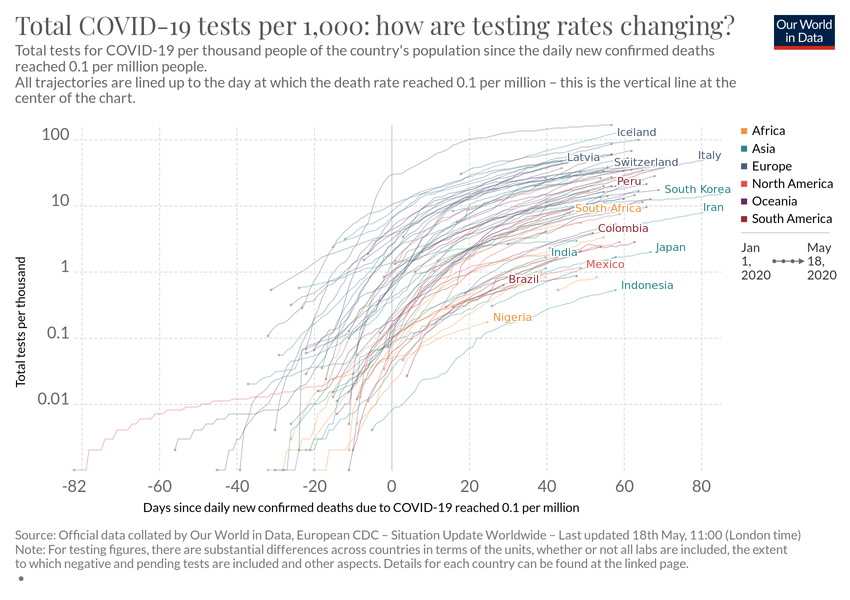 Total COVID-19 tests per 1,000: how are testing rates changing?
Our World
in Data
Total tests for COVID-19 per thousand people of the country's population since the daily new confirmed deaths
reached 0.1 per million people.
All trajectories are lined up to the day at which the death rate reached 0.1 per million – this is the vertical line at the
center of the chart.
100
10
1
0.1
0.01
Total tests per thousand
Iceland
Latvia
Switzerland
Italy
Peru
South Korea
South Africa
Iran
Colombia
India
Japan
Mexico
Brazil
Indonesia
Nigeria
Africa
Asia
Europe
North America
Oceania
South America
Jan
1,
2020
May
18,
2020
-82
-60
-40
-20
0
20
40
60
80
Days since daily new confirmed deaths due to COVID-19 reached 0.1 per million
Source: Official data collated by Our World in Data, European CDC – Situation Update Worldwide – Last updated 18th May, 11:00 (London time)
Note: For testing figures, there are substantial differences across countries in terms of the units, whether or not all labs are included, the extent
to which negative and pending tests are included and other aspects. Details for each country can be found at the linked page.